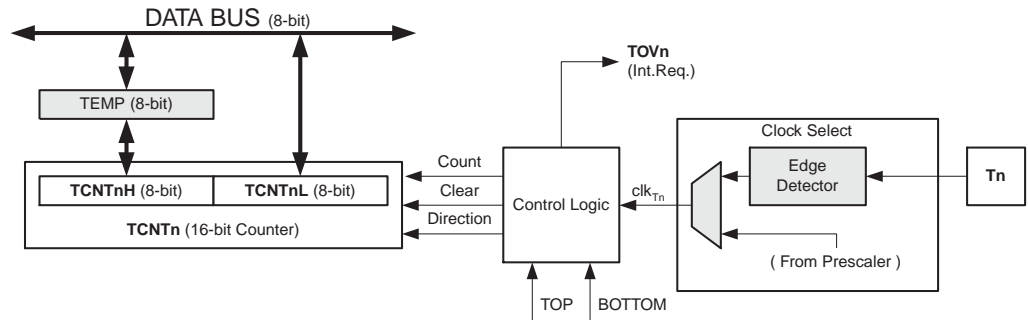 DATA BUS (8-bit)
TOVn
(Int.Req.)
TEMP (8-bit)
Clock Select
Count
Edge
Detector
Tn
TCNTnH (8-bit)
TCNTnL (8-bit)
Clear
Control Logic
clkTn
TCNTn (16-bit Counter)
Direction
( From Prescaler )
TOP
BOTTOM